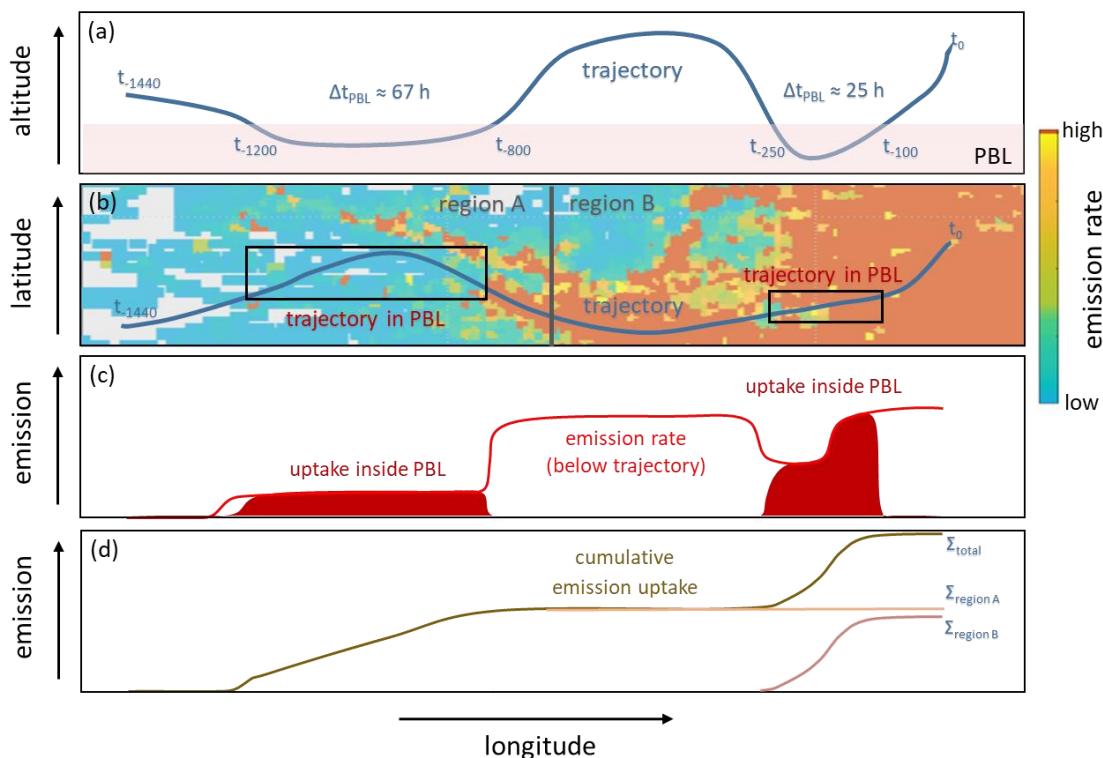 (a)
altitude
t-1440
Δt_PBL ≈ 67 h
trajectory
Δt_PBL ≈ 25 h
t0
t-1200
t-800
t-250
t-100
PBL
high
emission rate
low
(b)
latitude
region A
region B
t0
trajectory in PBL
trajectory
t-1440
trajectory in PBL
(c)
emission
uptake inside PBL
emission rate
(below trajectory)
uptake inside PBL
(d)
emission
cumulative
emission uptake
Σtotal
Σregion A
Σregion B
longitude